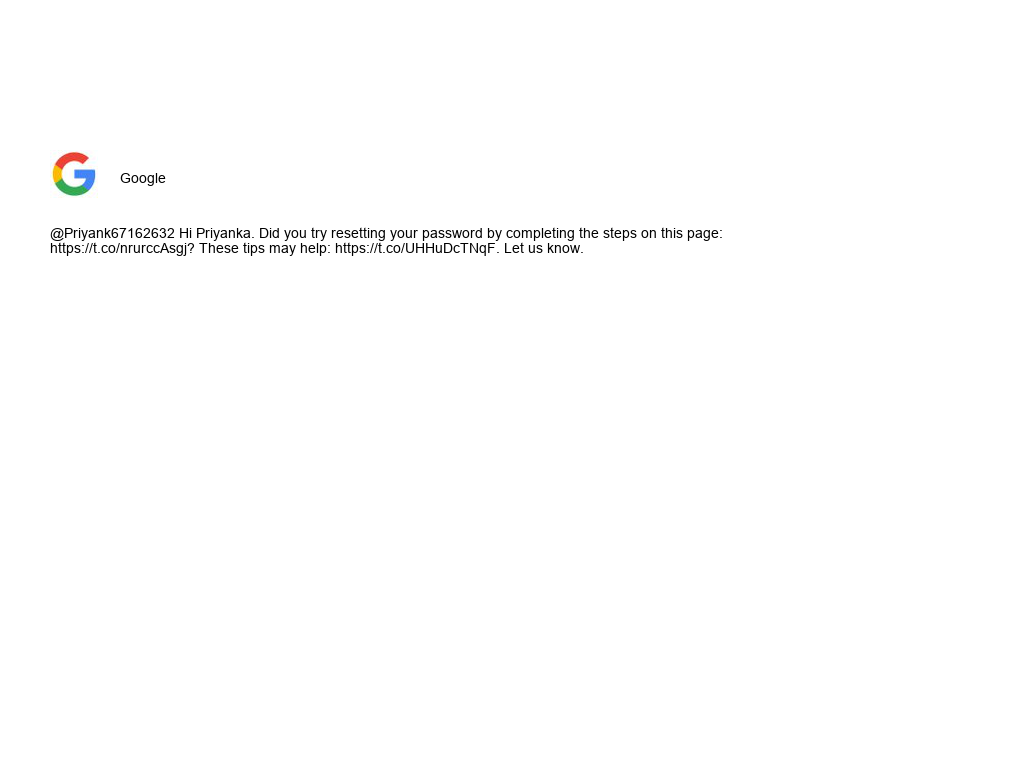 Google
@Priyank67162632 Hi Priyanka. Did you try resetting your password by completing the steps on this page:
https://t.co/nrurccAsgj? These tips may help: https://t.co/UHHuDcTNqF. Let us know.